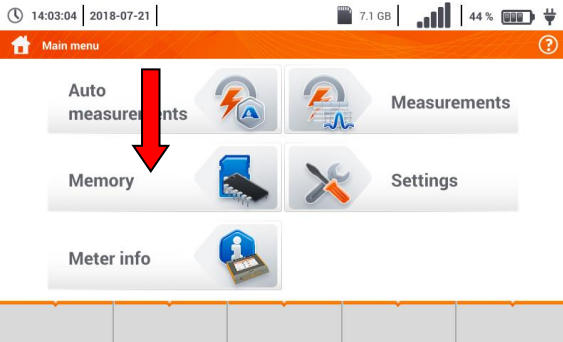 14:03:04 2018-07-21 7.1 GB 44 %
Main menu ?
Auto
measurements
Measurements
Memory
Settings
Meter info